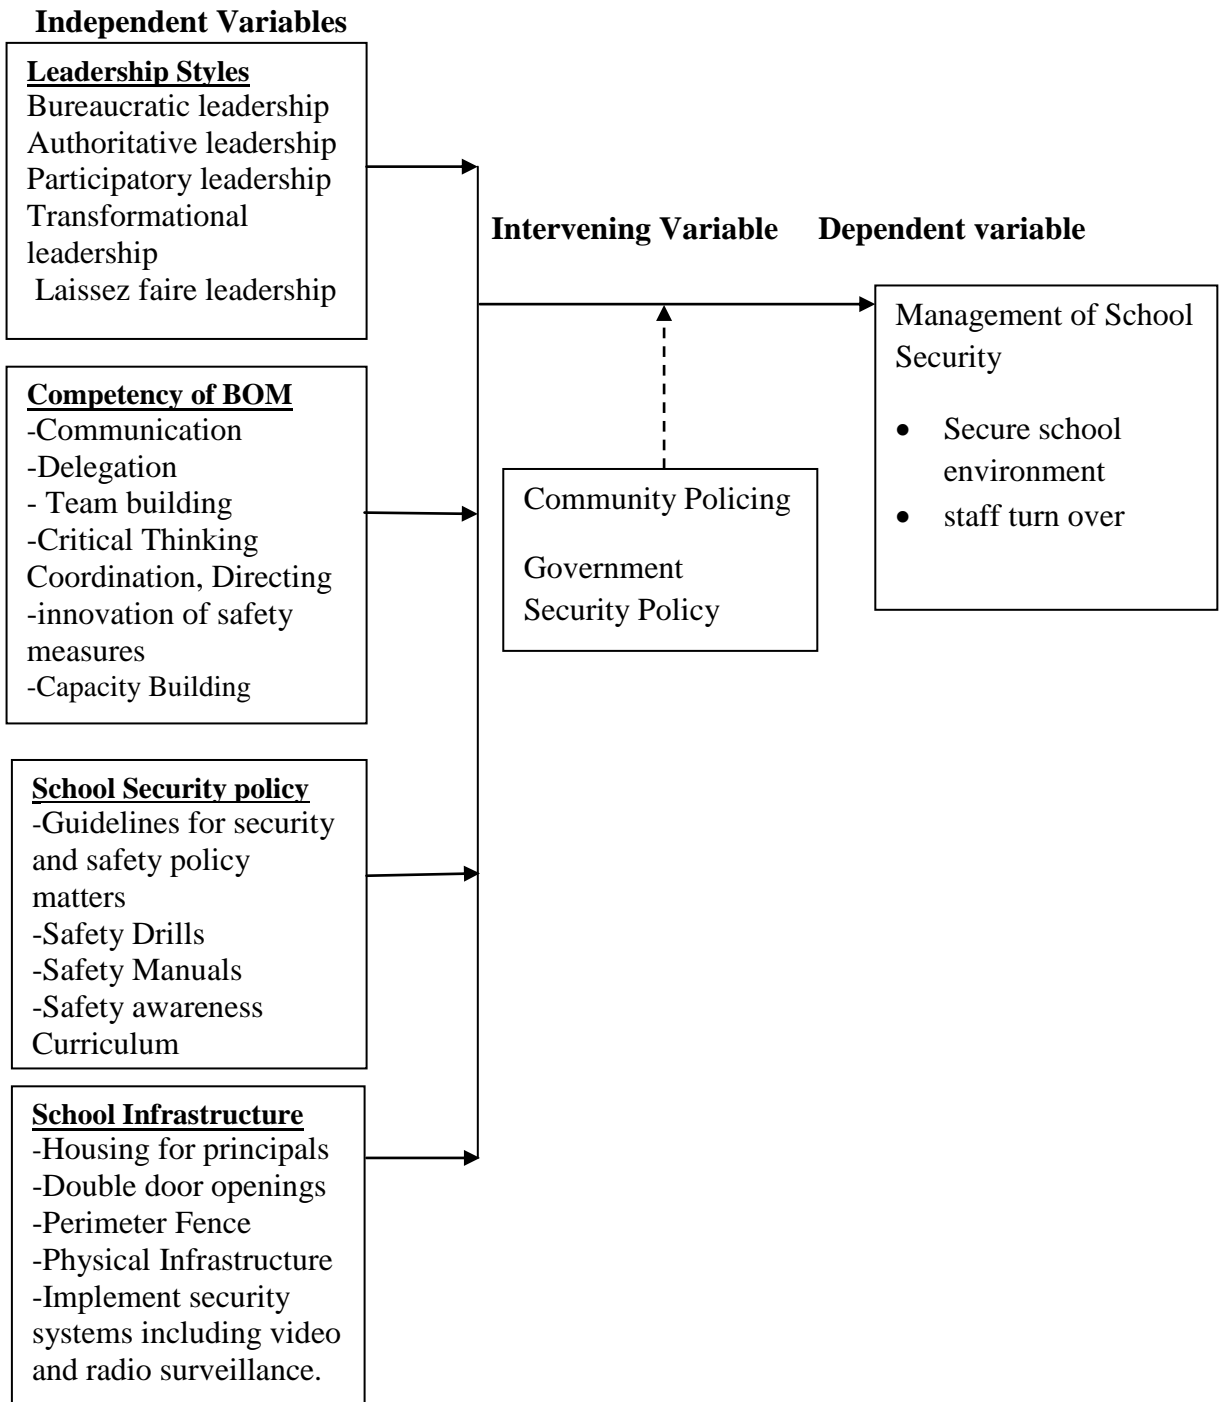 Independent Variables
Leadership Styles
Bureaucratic leadership
Authoritative leadership
Participatory leadership
Transformational
leadership
Laissez faire leadership
Competency of BOM
-Communication
-Delegation
- Team building
-Critical Thinking
Coordination, Directing
-innovation of safety
measures
-Capacity Building
School Security policy
-Guidelines for security
and safety policy
matters
-Safety Drills
-Safety Manuals
-Safety awareness
Curriculum
School Infrastructure
-Housing for principals
-Double door openings
-Perimeter Fence
-Physical Infrastructure
-Implement security
systems including video
and radio surveillance.
Intervening Variable
Community Policing
Government
Security Policy
Dependent variable
Management of School
Security
• Secure school
environment
• staff turn over